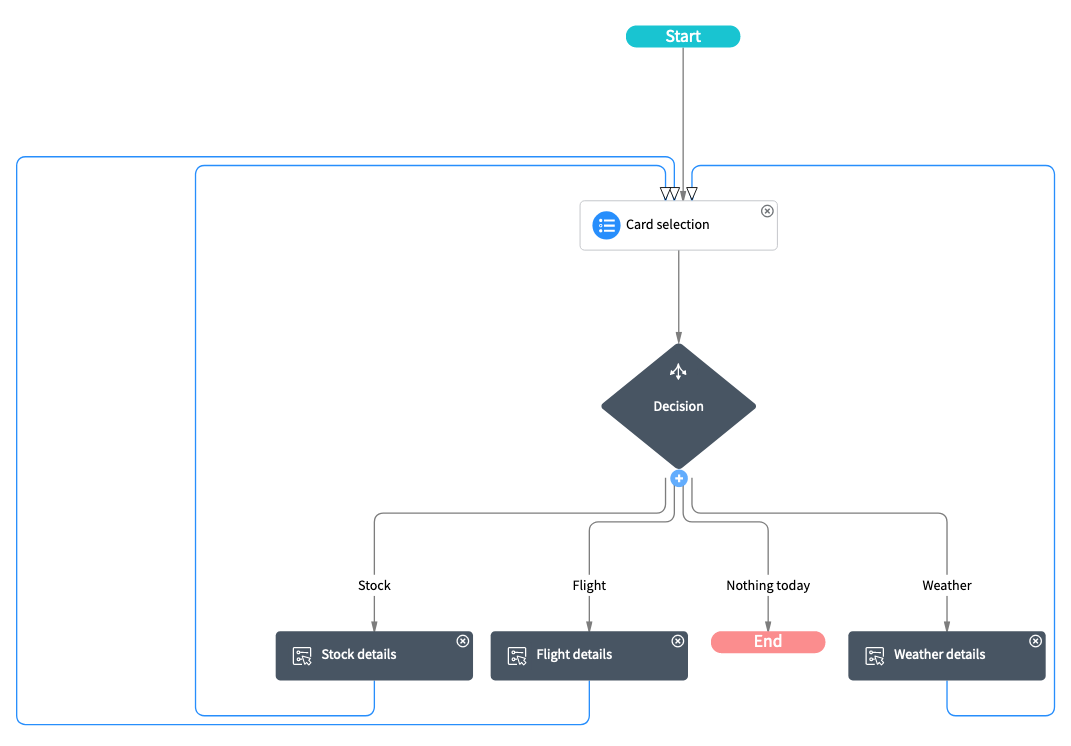 Start
Card selection
Decision
Stock
Flight
Nothing today
Weather
Stock details
Flight details
End
Weather details